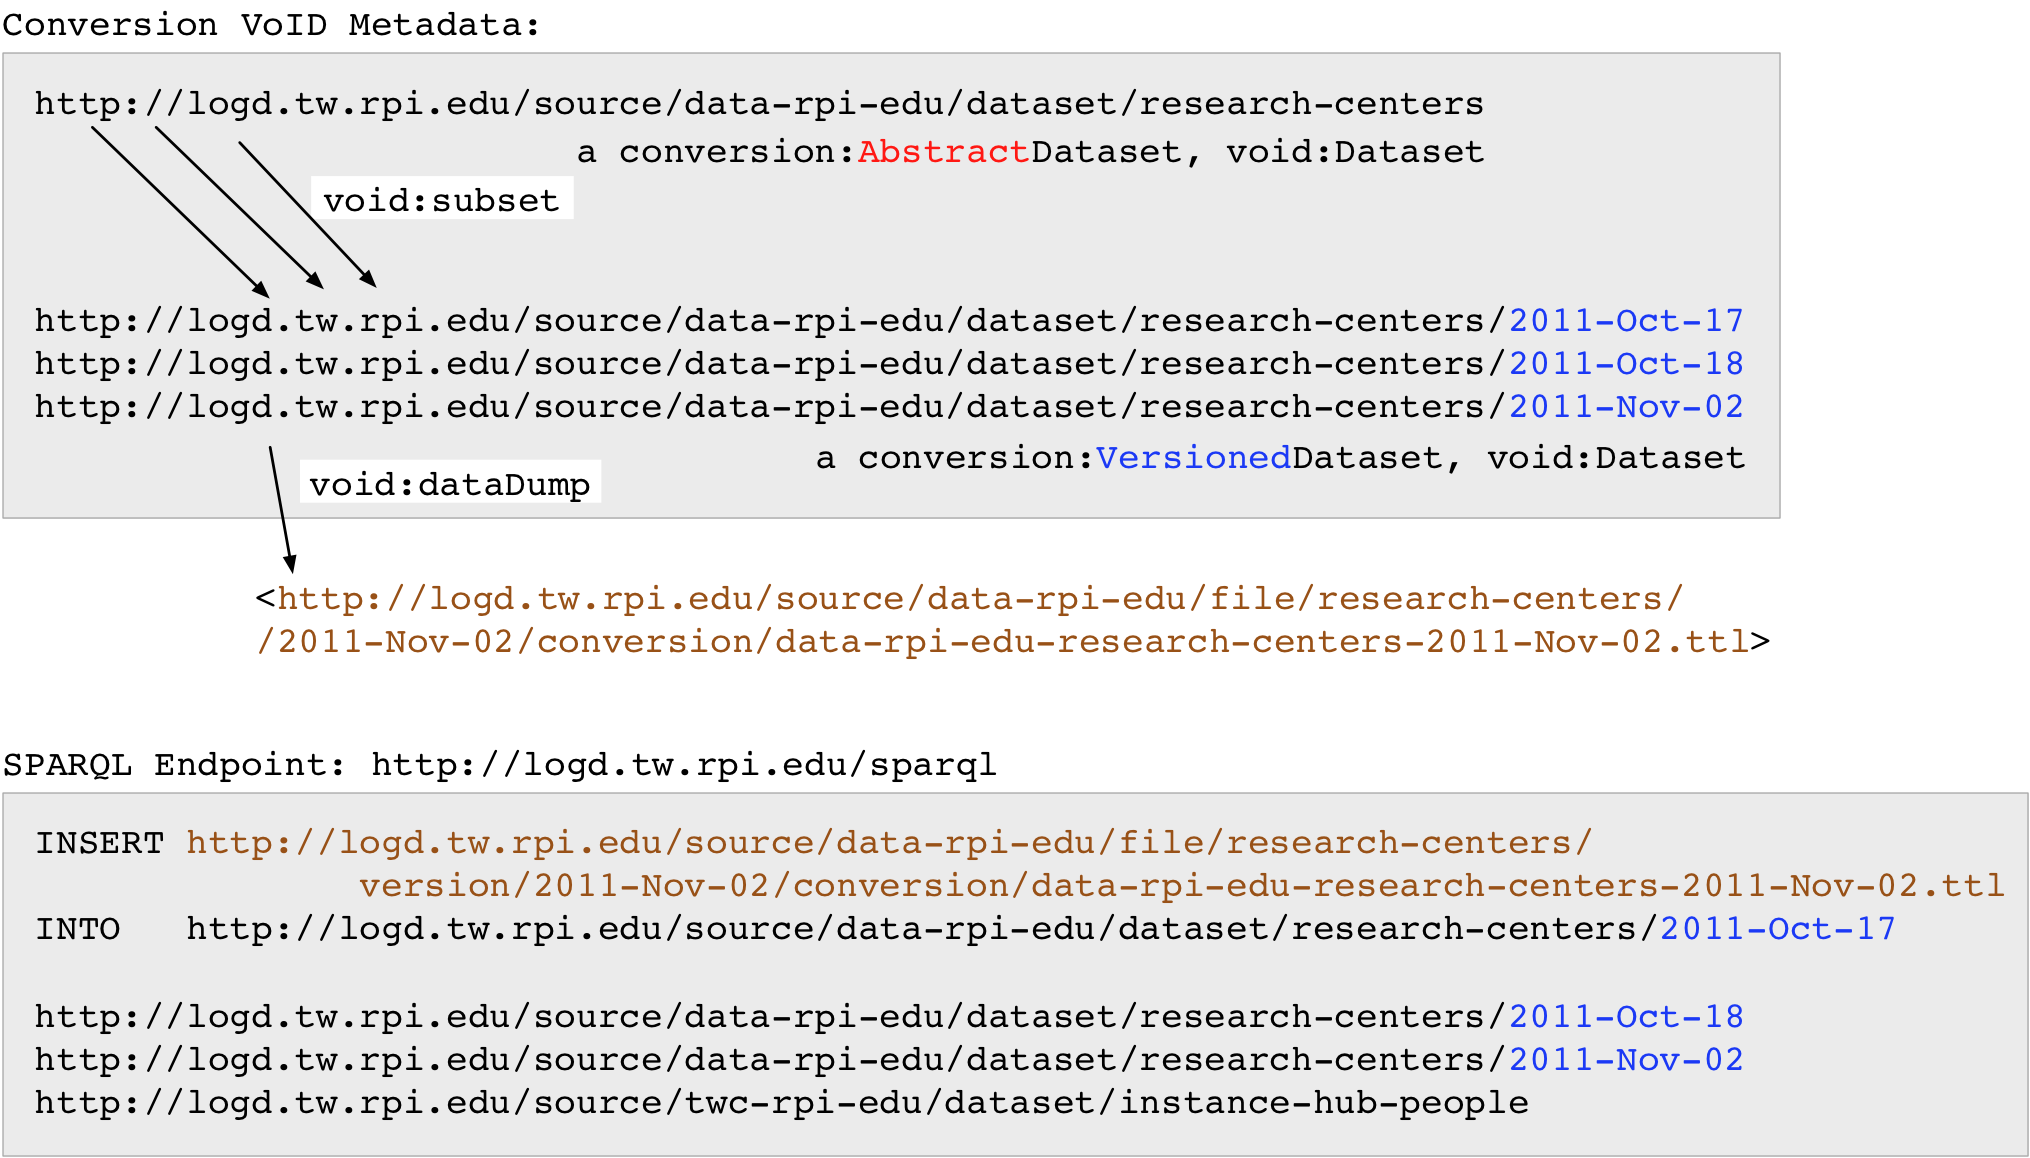 Conversion VoID Metadata:
http://logd.tw.rpi.edu/source/data-rpi-edu/dataset/research-centers
a conversion:AbstractDataset, void:Dataset
void:subset
http://logd.tw.rpi.edu/source/data-rpi-edu/dataset/research-centers/2011-Oct-17
http://logd.tw.rpi.edu/source/data-rpi-edu/dataset/research-centers/2011-Oct-18
http://logd.tw.rpi.edu/source/data-rpi-edu/dataset/research-centers/2011-Nov-02
a conversion:VersionedDataset, void:Dataset
void:dataDump
<http://logd.tw.rpi.edu/source/data-rpi-edu/file/research-centers/
/2011-Nov-02/conversion/data-rpi-edu-research-centers-2011-Nov-02.ttl>
SPARQL Endpoint: http://logd.tw.rpi.edu/sparql
INSERT http://logd.tw.rpi.edu/source/data-rpi-edu/file/research-centers/
version/2011-Nov-02/conversion/data-rpi-edu-research-centers-2011-Nov-02.ttl
INTO http://logd.tw.rpi.edu/source/data-rpi-edu/dataset/research-centers/2011-Oct-17
http://logd.tw.rpi.edu/source/data-rpi-edu/dataset/research-centers/2011-Oct-18
http://logd.tw.rpi.edu/source/data-rpi-edu/dataset/research-centers/2011-Nov-02
http://logd.tw.rpi.edu/source/twc-rpi-edu/dataset/instance-hub-people